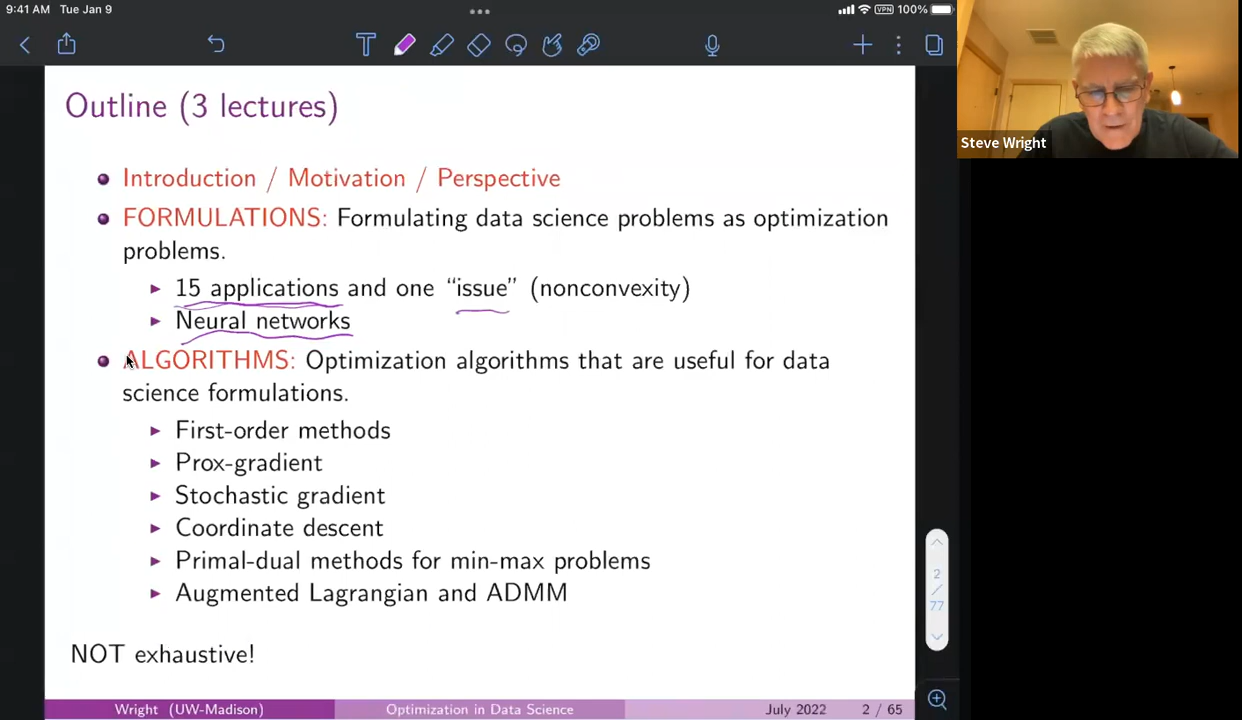 9:41 AM Tue Jan 9
VPN 100%
Outline (3 lectures)
Introduction / Motivation / Perspective
FORMULATIONS: Formulating data science problems as optimization
problems.
15 applications and one “issue” (nonconvexity)
Neural networks
ALGORITHMS: Optimization algorithms that are useful for data
science formulations.
First-order methods
Prox-gradient
Stochastic gradient
Coordinate descent
Primal-dual methods for min-max problems
Augmented Lagrangian and ADMM
NOT exhaustive!
Wright (UW-Madison) Optimization in Data Science July 2022 2 / 65
Steve Wright
2
/
77